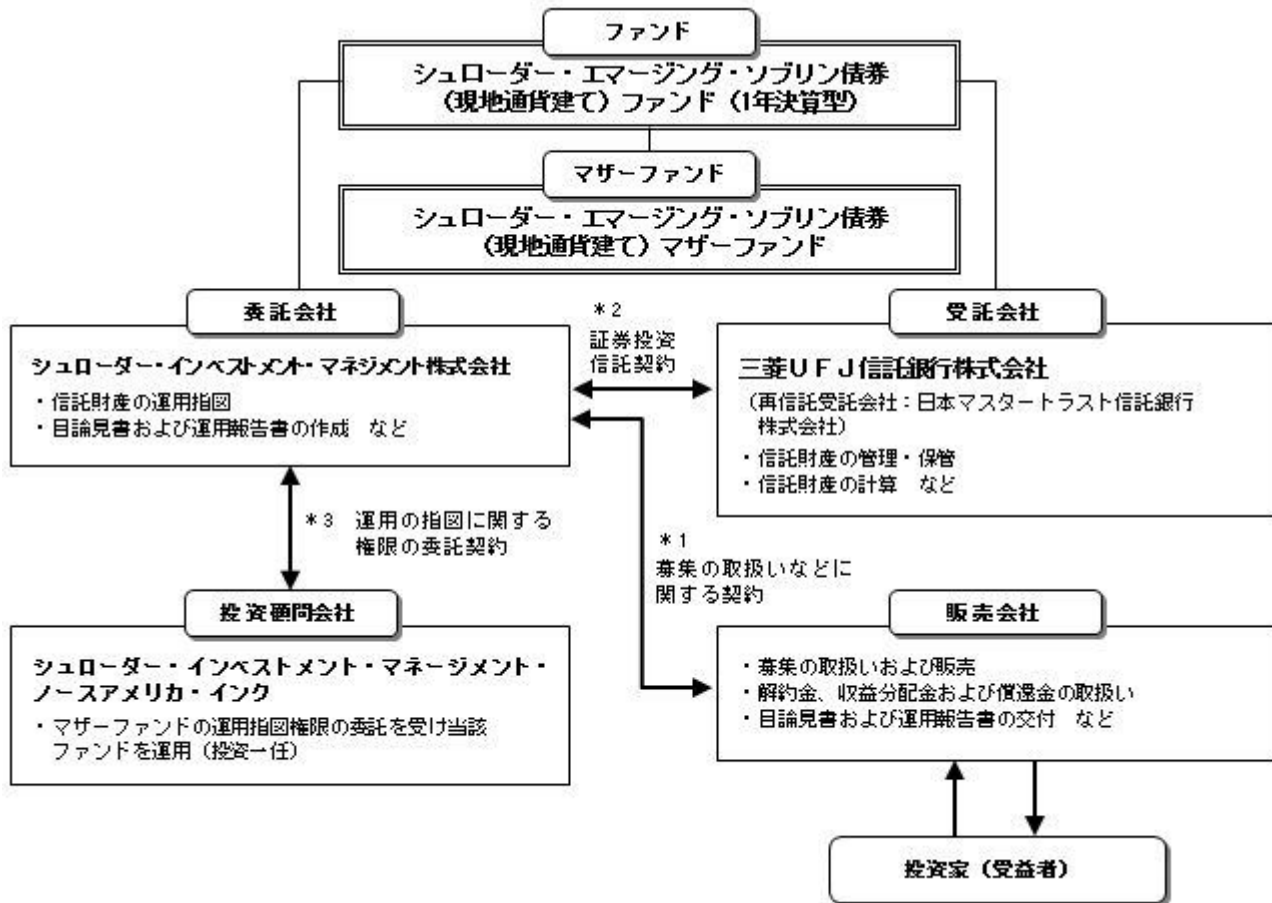 ファンド
シュローダー・エマージング・ソブリン債券
(現地通貨建て) ファンド (1年決算型)
マザーファンド
シュローダー・エマージング・ソブリン債券
(現地通貨建て) マザーファンド
委託会社
シュローダー・インベストメント・マネジメント株式会社
・信託財産の運用指図
・目論見書および運用報告書の作成 など
*2
証券投資
信託契約
受託会社
三菱UFJ信託銀行株式会社
(再信託受託会社：日本マスタートラスト信託銀行
株式会社)
・信託財産の管理・保管
・信託財産の計算 など
*3 運用の指図に関する
権限の委託契約
*1
募集の取扱いなどに
関する契約
投資顧問会社
シュローダー・インベストメント・マネージメント・
ノースアメリカ・インク
・マザーファンドの運用指図権限の委託を受け当該
ファンドを運用 (投資一任)
販売会社
・募集の取扱いおよび販売
・解約金、収益分配金および償還金の取扱い
・目論見書および運用報告書の交付 など
投資家 (受益者)